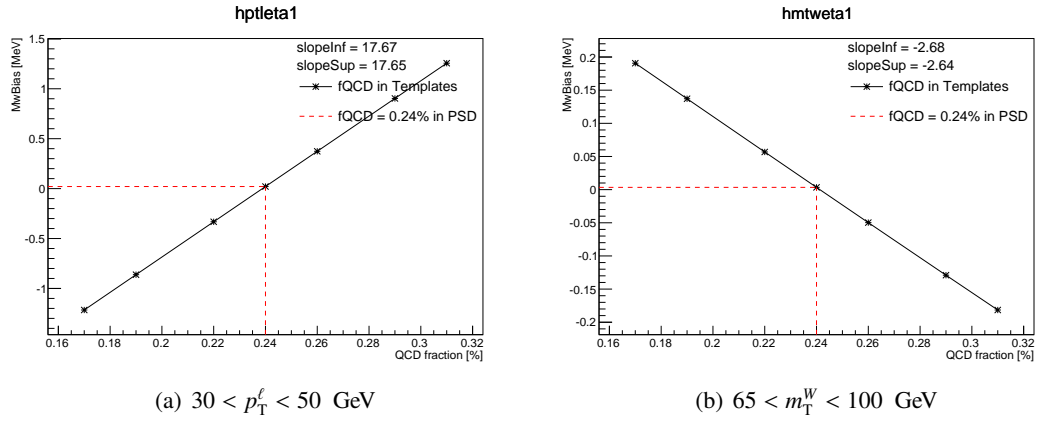 hptleta1
MwBias [MeV]
1.5
1
0.5
0
-0.5
-1
slopeInf = 17.67
slopeSup = 17.65
fQCD in Templates
fQCD = 0.24% in PSD
0.16 0.18 0.2 0.22 0.24 0.26 0.28 0.3 0.32
QCD fraction [%]
(a) 30 < p_T^ℓ < 50 GeV
hmtweta1
MwBias [MeV]
0.2
0.15
0.1
0.05
0
-0.05
-0.1
-0.15
-0.2
slopeInf = -2.68
slopeSup = -2.64
fQCD in Templates
fQCD = 0.24% in PSD
0.16 0.18 0.2 0.22 0.24 0.26 0.28 0.3 0.32
QCD fraction [%]
(b) 65 < m_T^W < 100 GeV